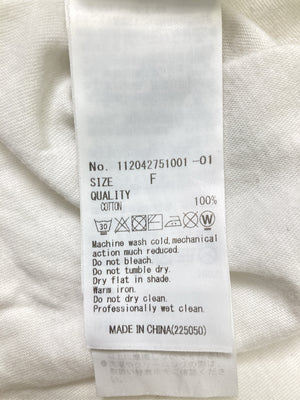 No. 112042751001 -01
SIZE F
QUALITY 100%
COTTON
30 W
Machine wash cold, mechanical
action much reduced.
Do not bleach.
Do not tumble dry.
Dry flat in shade.
Warm iron.
Do not dry clean.
Professionally wet clean.
MADE IN CHINA(225050)